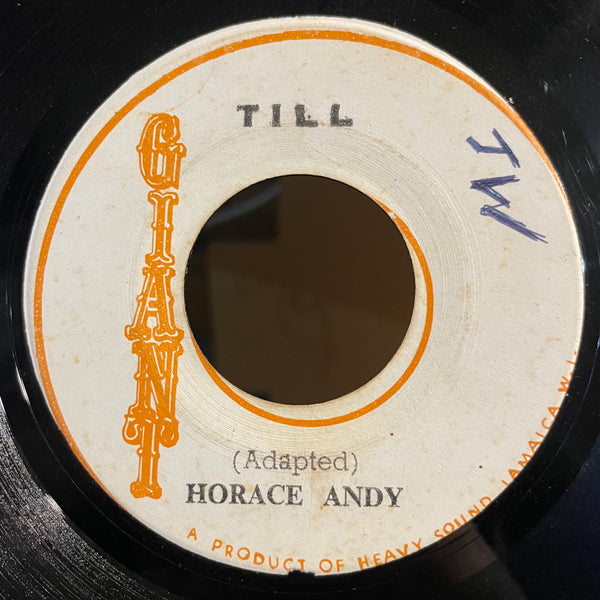 TILL
JW
GIANT
(Adapted)
HORACE ANDY
A PRODUCT OF HEAVY SOUND JAMAICA W.I.